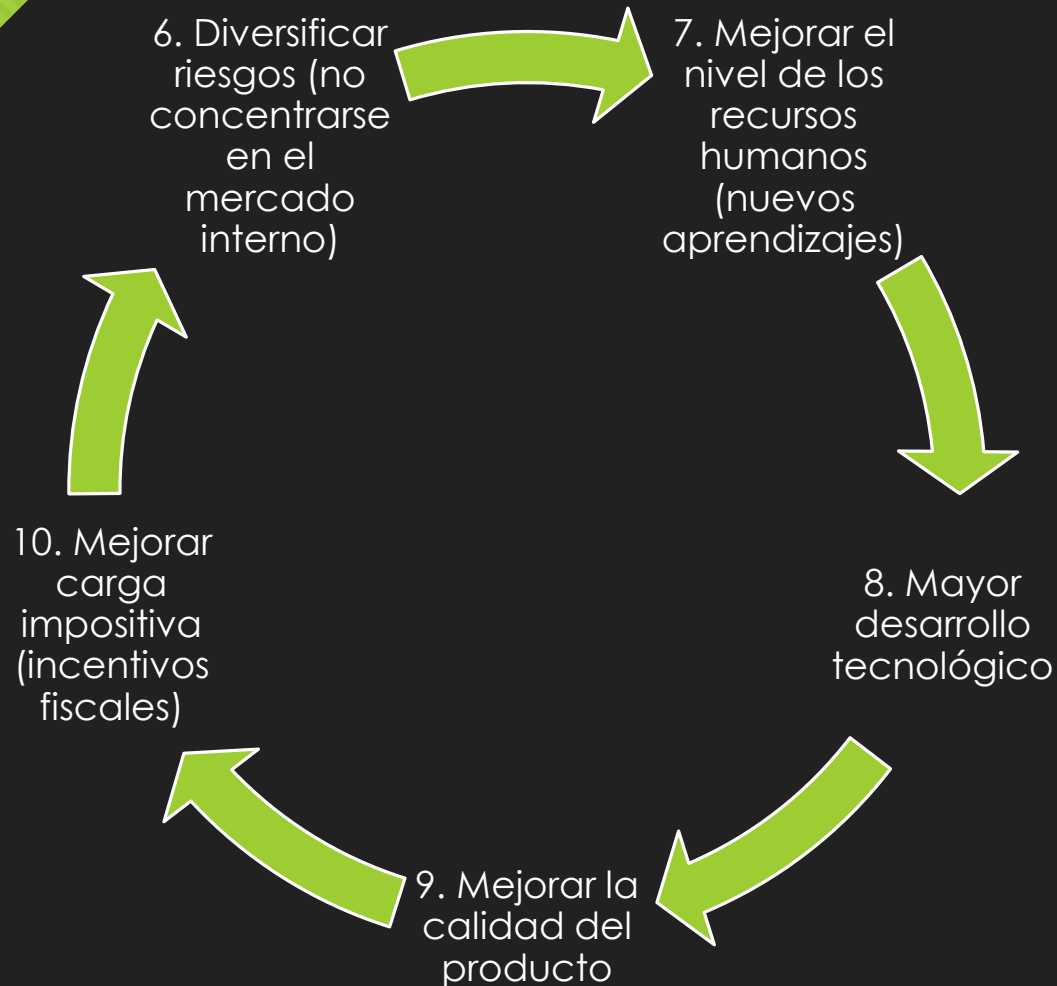 6. Diversificar
riesgos (no
concentrarse
en el
mercado
interno)
7. Mejorar el
nivel de los
recursos
humanos
(nuevos
aprendizajes)
8. Mayor
desarrollo
tecnológico
9. Mejorar la
calidad del
producto
10. Mejorar
carga
impositiva
(incentivos
fiscales)